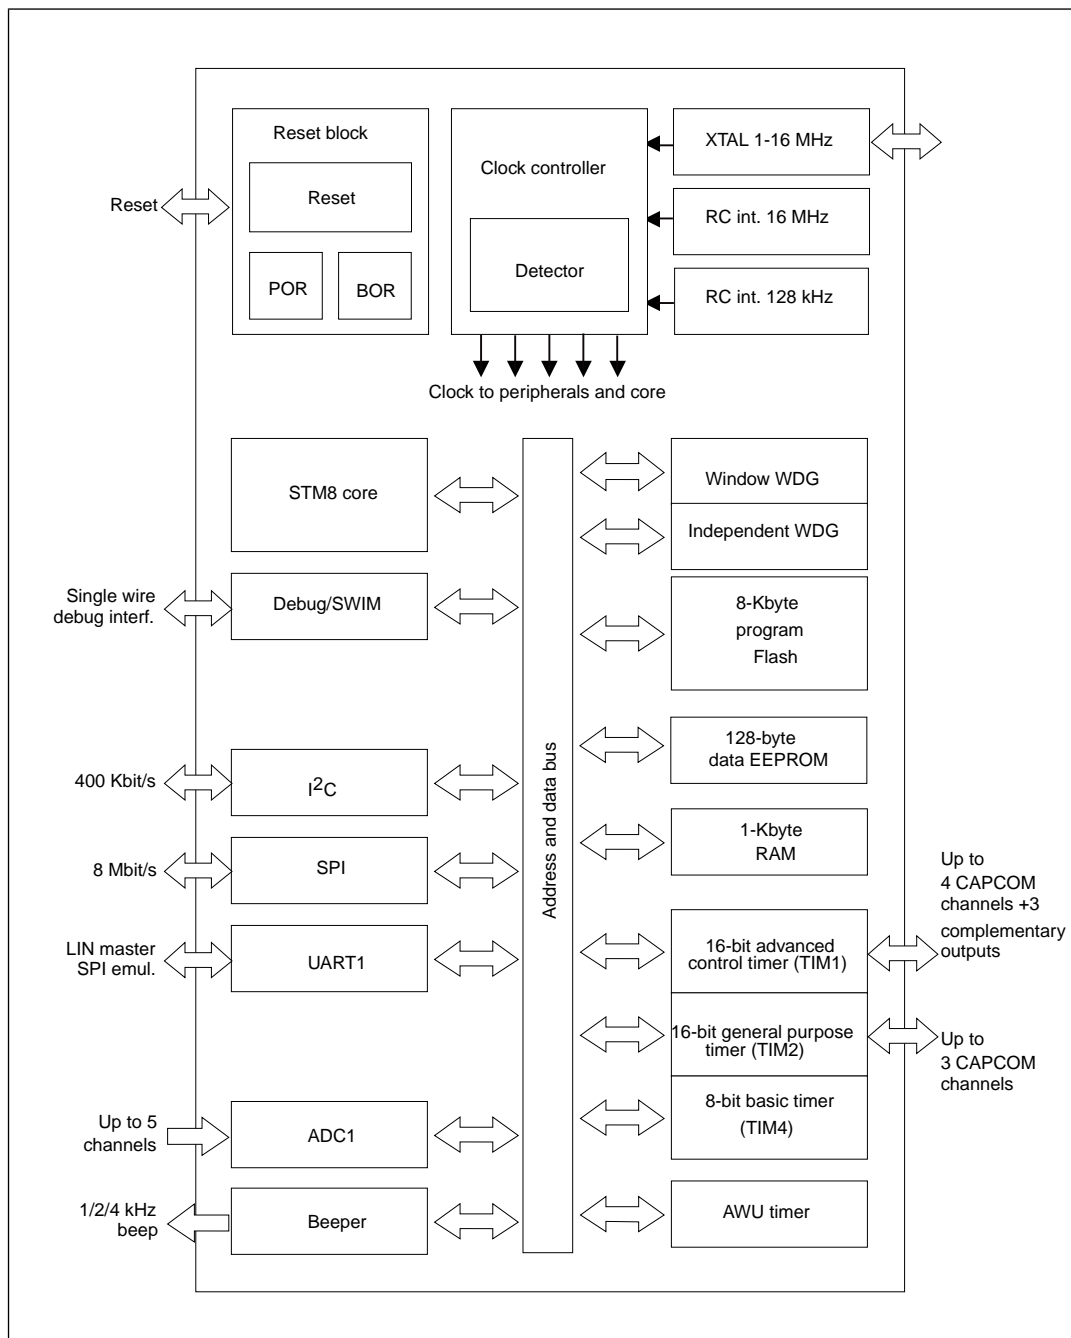 Reset block
Reset
POR
BOR
Reset
Clock controller
Detector
XTAL 1-16 MHz
RC int. 16 MHz
RC int. 128 kHz
Clock to peripherals and core
STM8 core
Single wire
debug interf.
Debug/SWIM
400 Kbit/s
I²C
8 Mbit/s
SPI
LIN master
SPI emul.
UART1
Up to 5
channels
ADC1
1/2/4 kHz
beep
Beeper
Address and data bus
Window WDG
Independent WDG
8-Kbyte
program
Flash
128-byte
data EEPROM
1-Kbyte
RAM
16-bit advanced
control timer (TIM1)
Up to
4 CAPCOM
channels +3
complementary
outputs
16-bit general purpose
timer (TIM2)
Up to
3 CAPCOM
channels
8-bit basic timer
(TIM4)
AWU timer